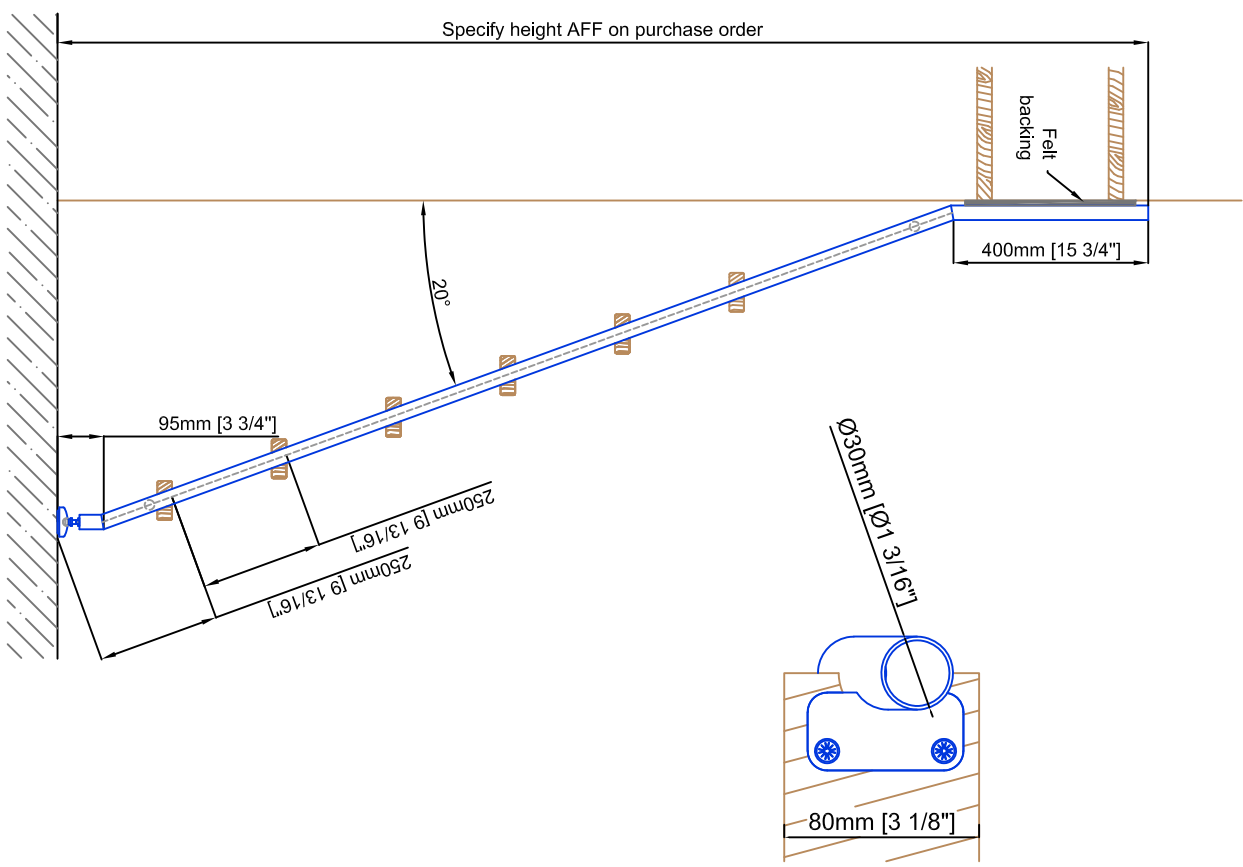 Specify height AFF on purchase order
Felt
backing
400mm [15 3/4"]
20°
95mm [3 3/4"]
250mm [9 13/16"]
250mm [9 13/16"]
Ø30mm [Ø1 3/16"]
80mm [3 1/8"]